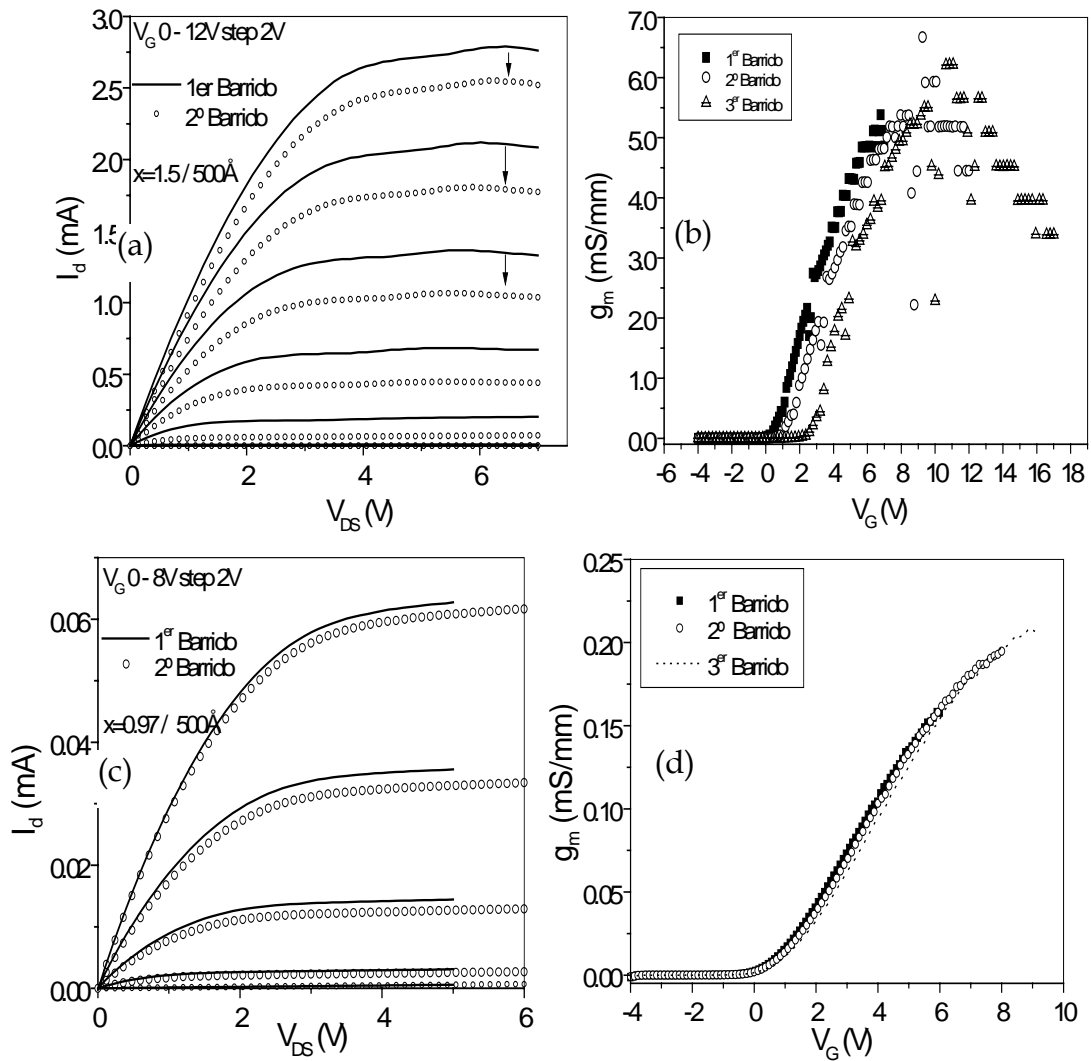 V_G 0 - 12V step 2V
1er Barrido
2º Barrido
x=1.5 / 500Å
(a)
3.0
2.5
2.0
1.5
1.0
0.5
0.0
I_d (mA)
0 2 4 6
V_DS (V)
1^er Barrido
2º Barrido
3^er Barrido
(b)
7.0
6.0
5.0
4.0
3.0
2.0
1.0
0.0
g_m (mS/mm)
-6 -4 -2 0 2 4 6 8 10 12 14 16 18
V_G (V)
V_G 0 - 8V step 2V
1^er Barrido
2º Barrido
x=0.97 / 500Å
(c)
0.06
0.04
0.02
0.00
I_d (mA)
0 2 4 6
V_DS (V)
1^er Barrido
2º Barrido
3^er Barrido
(d)
0.25
0.20
0.15
0.10
0.05
0.00
g_m (mS/mm)
-4 -2 0 2 4 6 8 10
V_G (V)